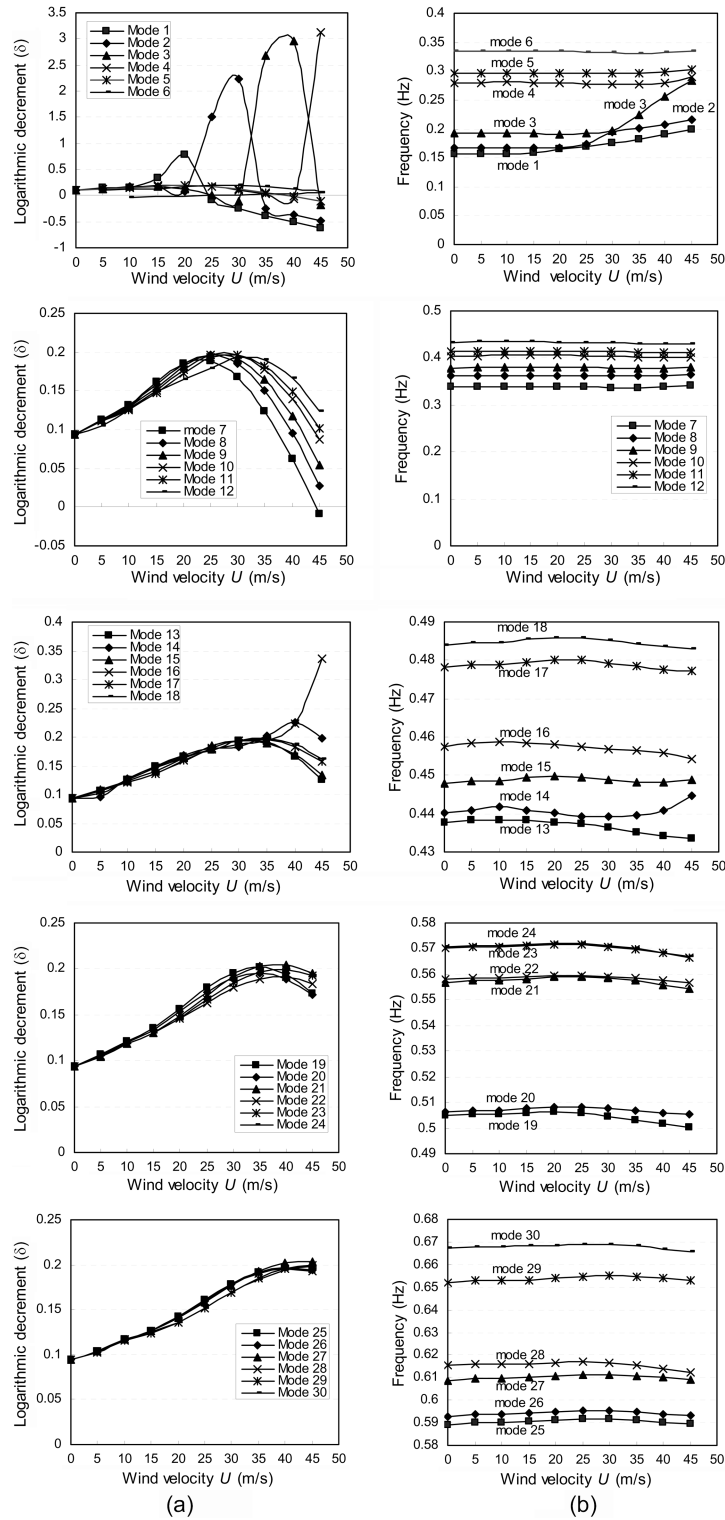 3.5
3
2.5
2
1.5
1
0.5
0
-0.5
-1
Logarithmic decrement (δ)
Mode 1
Mode 2
Mode 3
Mode 4
Mode 5
Mode 6
0 5 10 15 20 25 30 35 40 45 50
Wind velocity U (m/s)
0.4
0.3
0.2
0.1
0
Frequency (Hz)
mode 6
mode 5
mode 4
mode 3
mode 3
mode 2
mode 1
0 5 10 15 20 25 30 35 40 45 50
Wind velocity U (m/s)
0.25
0.2
0.15
0.1
0.05
0
-0.05
Logarithmic decrement (δ)
mode 7
Mode 8
Mode 9
Mode 10
Mode 11
Mode 12
0 5 10 15 20 25 30 35 40 45 50
Wind velocity U (m/s)
0.5
0.4
0.3
0.2
0.1
0
Frequency (Hz)
Mode 7
Mode 8
Mode 9
Mode 10
Mode 11
Mode 12
0 5 10 15 20 25 30 35 40 45 50
Wind velocity U (m/s)
0.4
0.3
0.2
0.1
0
Logarithmic decrement (δ)
Mode 13
Mode 14
Mode 15
Mode 16
Mode 17
Mode 18
0 5 10 15 20 25 30 35 40 45 50
Wind velocity U (m/s)
0.49
0.48
0.47
0.46
0.45
0.44
0.43
Frequency (Hz)
mode 18
mode 17
mode 16
mode 15
mode 14
mode 13
0 5 10 15 20 25 30 35 40 45 50
Wind velocity U (m/s)
0.25
0.2
0.15
0.1
0.05
0
Logarithmic decrement (δ)
Mode 19
Mode 20
Mode 21
Mode 22
Mode 23
Mode 24
0 5 10 15 20 25 30 35 40 45 50
Wind velocity U (m/s)
0.58
0.57
0.56
0.55
0.54
0.53
0.52
0.51
0.5
0.49
Frequency (Hz)
mode 24
mode 23
mode 22
mode 21
mode 20
mode 19
0 5 10 15 20 25 30 35 40 45 50
Wind velocity U (m/s)
0.25
0.2
0.15
0.1
0.05
0
Logarithmic decrement (δ)
Mode 25
Mode 26
Mode 27
Mode 28
Mode 29
Mode 30
0 5 10 15 20 25 30 35 40 45 50
Wind velocity U (m/s)
(a)
0.68
0.67
0.66
0.65
0.64
0.63
0.62
0.61
0.6
0.59
0.58
Frequency (Hz)
mode 30
mode 29
mode 28
mode 27
mode 26
mode 25
0 5 10 15 20 25 30 35 40 45 50
Wind velocity U (m/s)
(b)